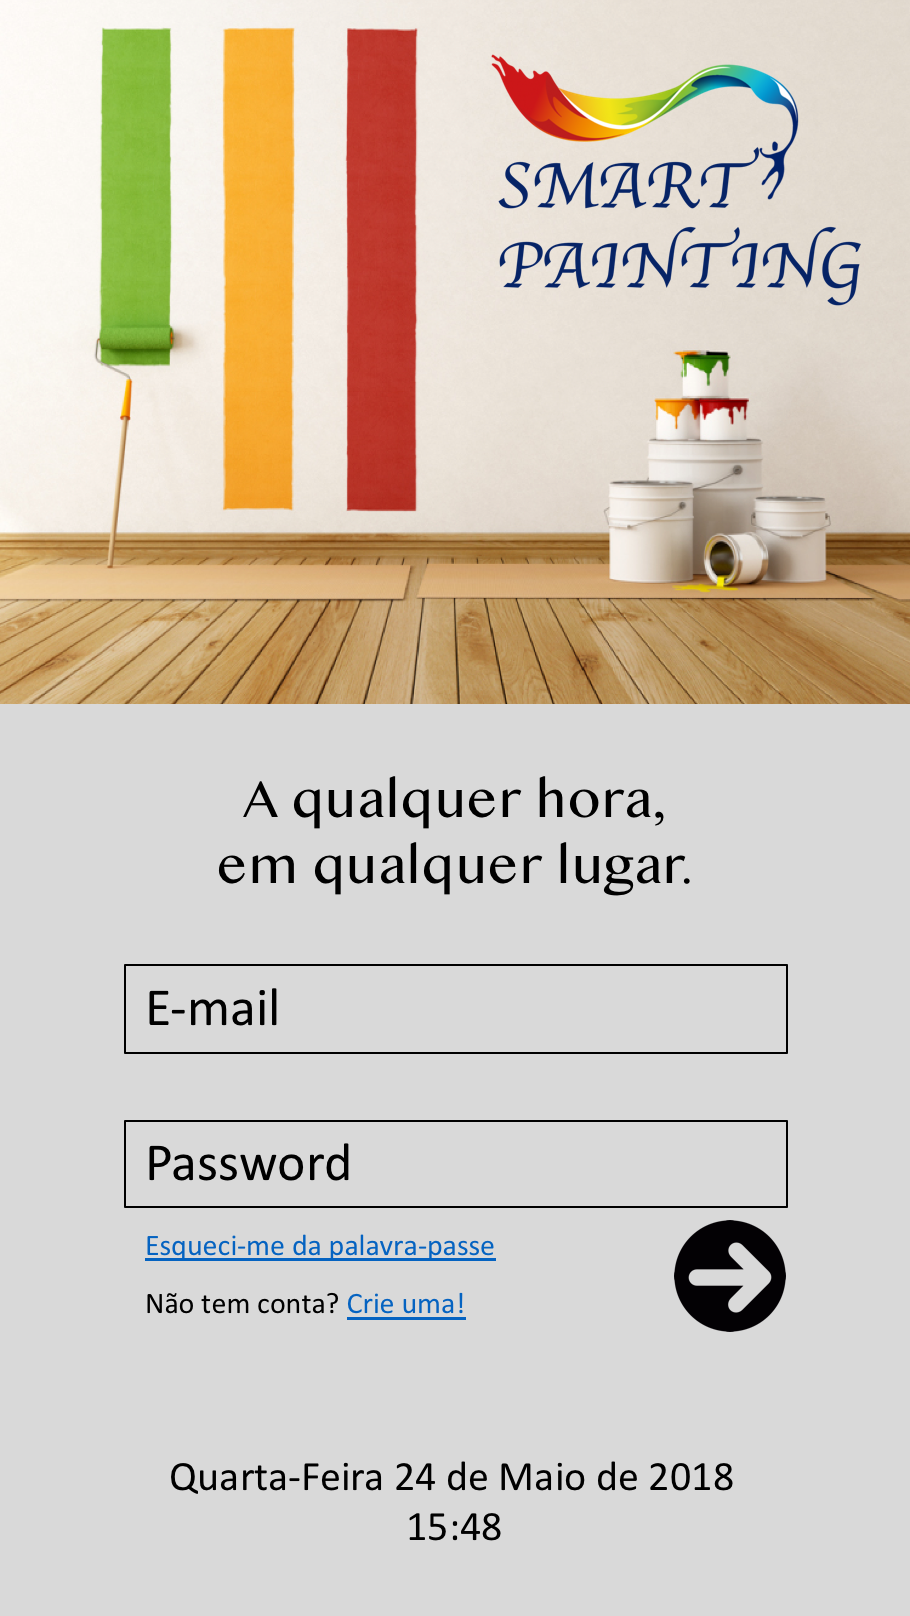 SMART
PAINTING
A qualquer hora,
em qualquer lugar.
E-mail
Password
Esqueci-me da palavra-passe
Não tem conta? Crie uma!
Quarta-Feira 24 de Maio de 2018
15:48